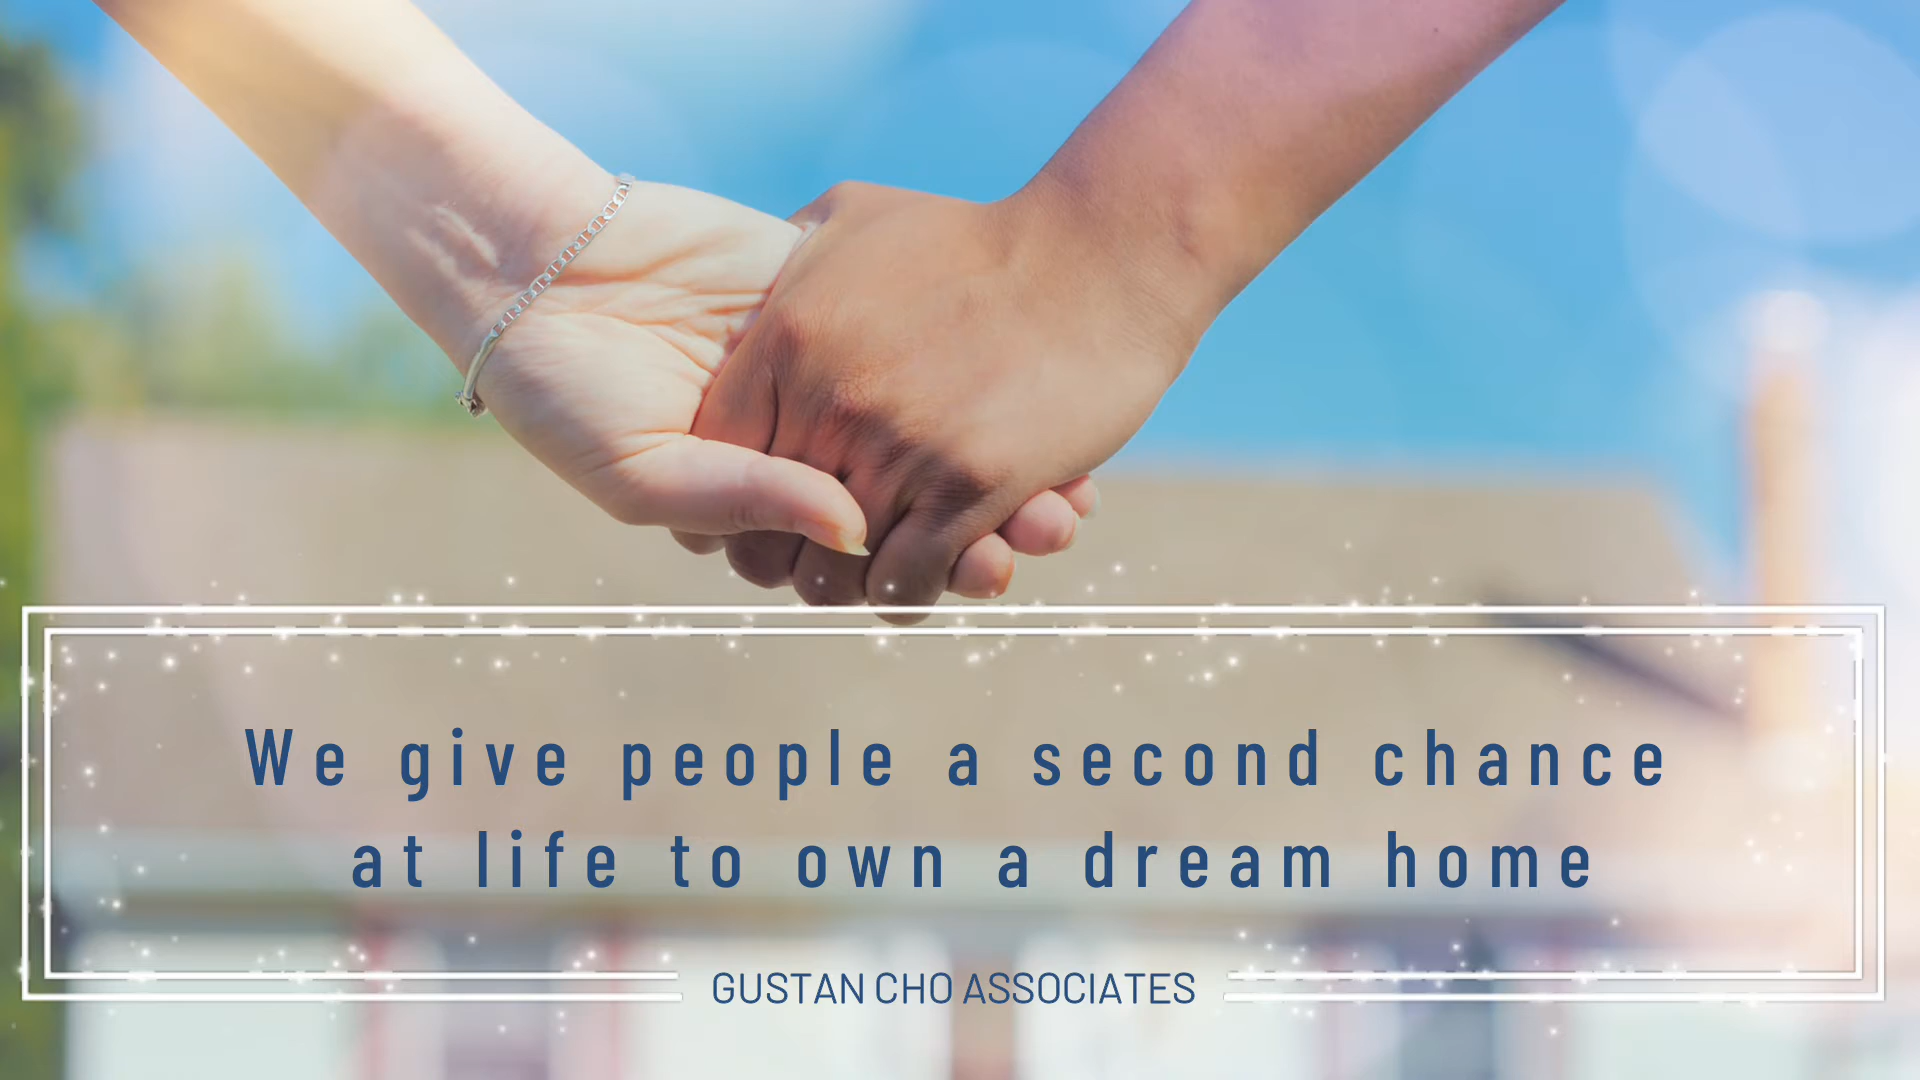 We give people a second chance
at life to own a dream home
GUSTAN CHO ASSOCIATES